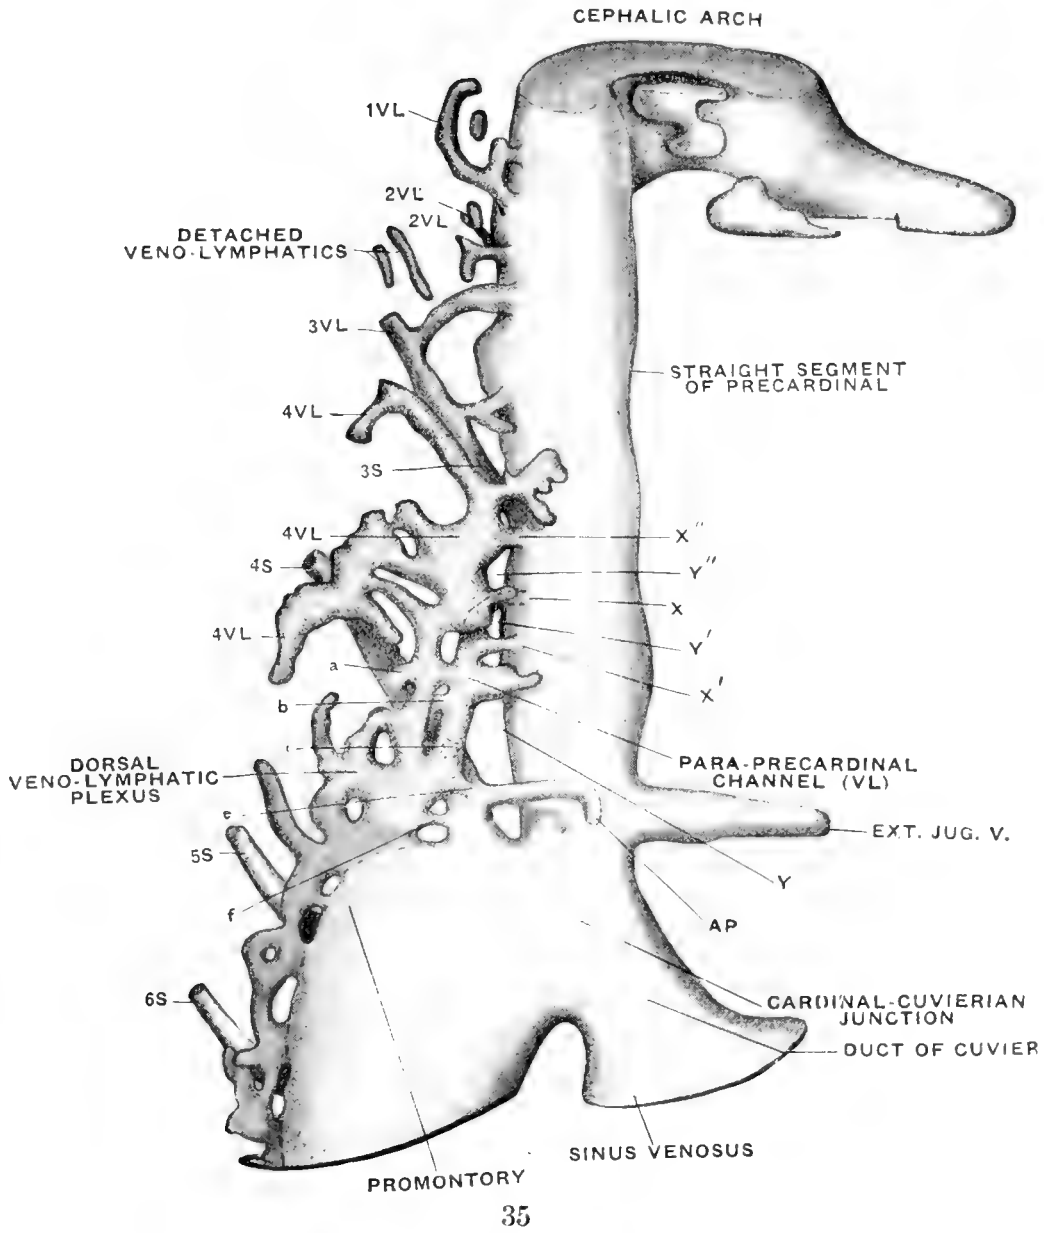 CEPHALIC ARCH
1VL
2VL
2VL
DETACHED
VENO-LYMPHATICS
3VL
STRAIGHT SEGMENT
OF PRECARDINAL
4VL
3S
4VL
X''
4S
Y''
X
4VL
Y'
a
X'
b
DORSAL
VENO-LYMPHATIC
PLEXUS
PARA-PRECARDINAL
CHANNEL (VL)
e
EXT. JUG. V.
5S
Y
f
AP
6S
CARDINAL-CUVIERIAN
JUNCTION
DUCT OF CUVIER
SINUS VENOSUS
PROMONTORY
35